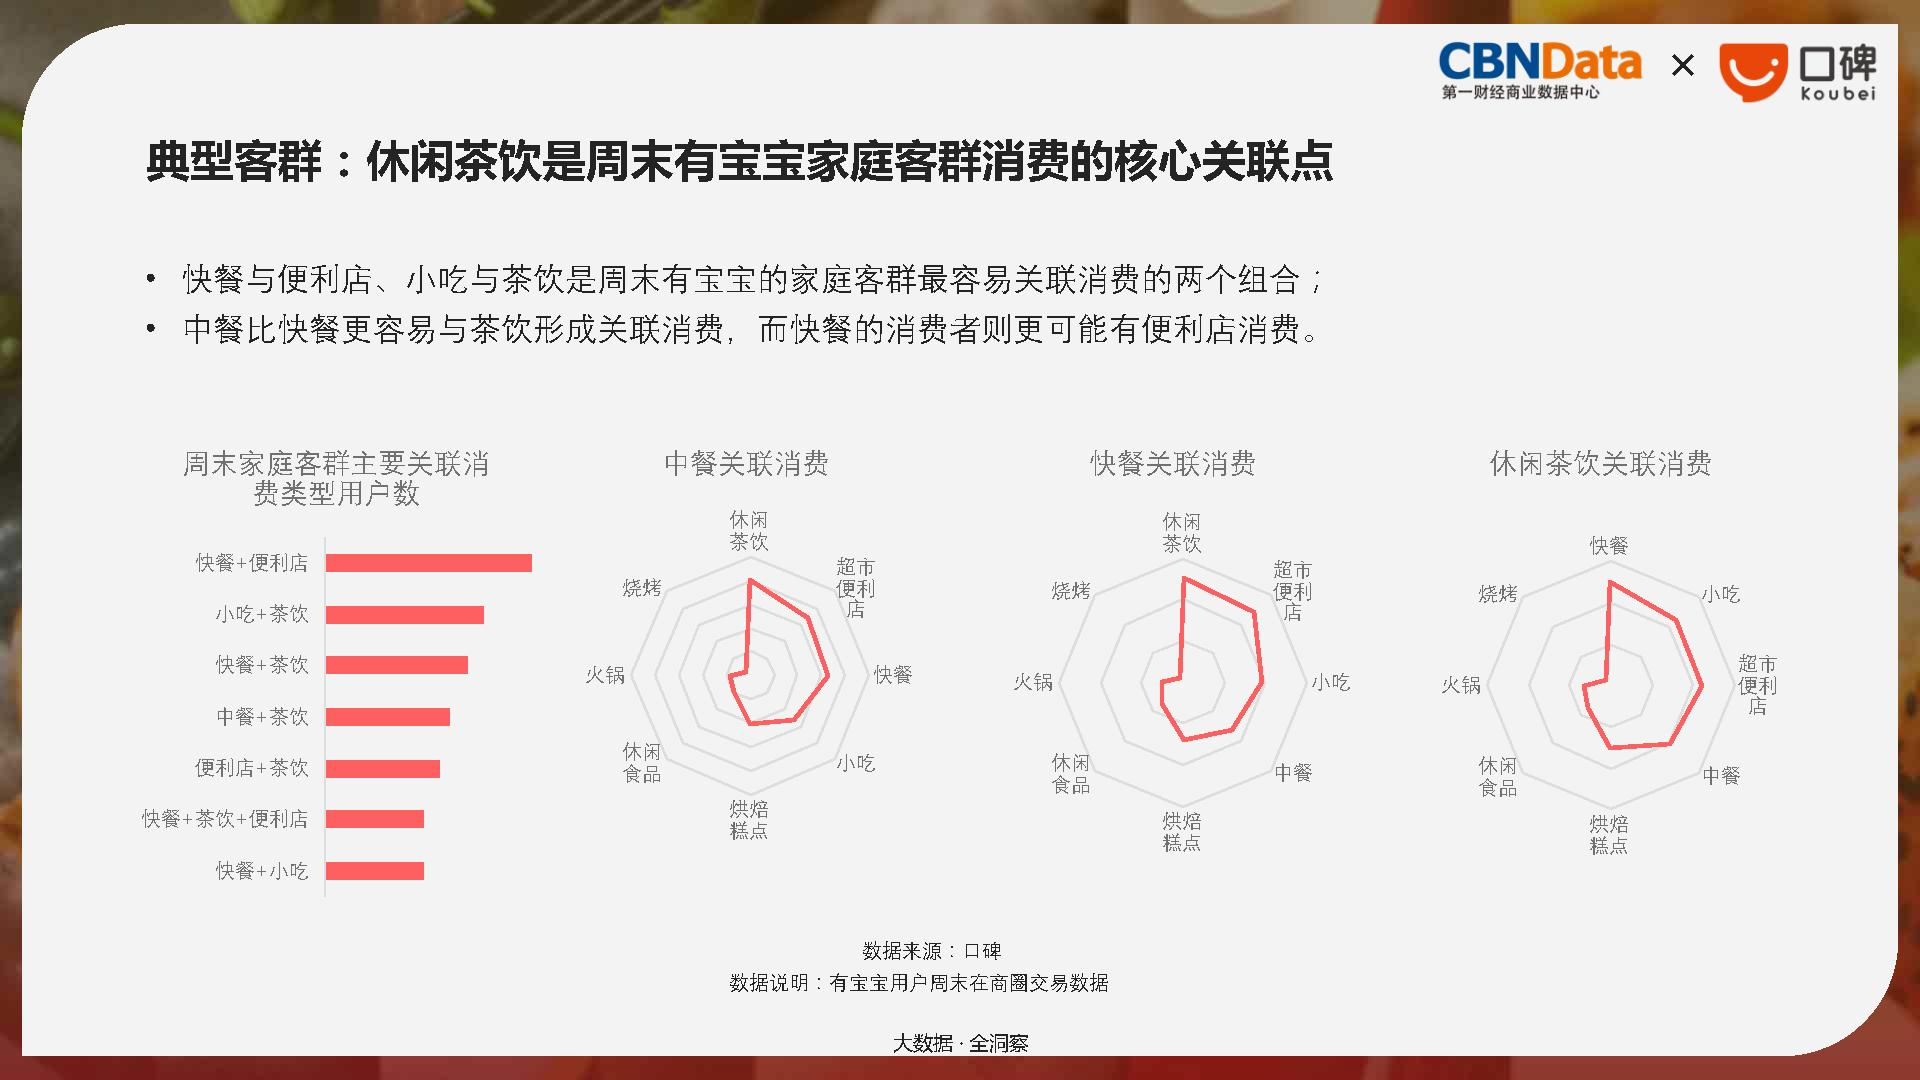 CBNData × 口碑
第一财经商业数据中心
Koubei
典型客群：休闲茶饮是周末有宝宝家庭客群消费的核心关联点
• 快餐与便利店、小吃与茶饮是周末有宝宝的家庭客群最容易关联消费的两个组合；
• 中餐比快餐更容易与茶饮形成关联消费，而快餐的消费者则更可能有便利店消费。
周末家庭客群主要关联消
费类型用户数
快餐+便利店
小吃+茶饮
快餐+茶饮
中餐+茶饮
便利店+茶饮
快餐+茶饮+便利店
快餐+小吃
中餐关联消费
休闲
茶饮
超市
便利
店
快餐
小吃
烘焙
糕点
休闲
食品
火锅
烧烤
快餐关联消费
休闲
茶饮
超市
便利
店
小吃
中餐
烘焙
糕点
休闲
食品
火锅
烧烤
休闲茶饮关联消费
快餐
小吃
超市
便利
店
中餐
烘焙
糕点
休闲
食品
火锅
烧烤
数据来源：口碑
数据说明：有宝宝用户周末在商圈交易数据
大数据·全洞察